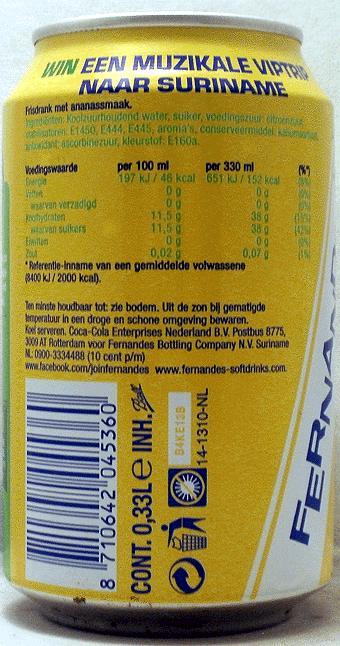 WIN EEN MUZIKALE VIPTRIP
NAAR SURINAME
Frisdrank met ananassmaak.
Ingrediënten: Koolzuurhoudend water, suiker, voedingszuur: citroenzuur,
stabilisatoren: E1450, E444, E445, aroma's, conserveermiddel:
antioxidant: ascorbinezuur, kleurstof: E160a.
Voedingswaarde per 100 ml per 330 ml (%*)
Energie 197 kJ / 46 kcal 651 kJ / 152 kcal (8%)
Vetten 0 g 0 g (0%)
waarvan verzadigd 0 g 0 g (0%)
Koolhydraten 11,5 g 38 g (15%)
waarvan suikers 11,5 g 38 g (42%)
Eiwitten 0 g 0 g (0%)
Zout 0,02 g 0,07 g (1%)
* Referentie-inname van een gemiddelde volwassene
(8400 kJ / 2000 kcal).
Ten minste houdbaar tot: zie bodem. Uit de zon bij gematigde
temperatuur in een droge en schone omgeving bewaren.
Koel serveren. Coca-Cola Enterprises Nederland B.V. Postbus 8775,
3009 AT Rotterdam voor Fernandes Bottling Company N.V. Suriname
NL: 0900-3334488 (10 cent p/m)
www.facebook.com/joinfernandes www.fernandes-softdrinks.com
8 710642 045360
CONT. 0,33L e INH. Ball
B4KE13B
14-1310-NL
FERNAN